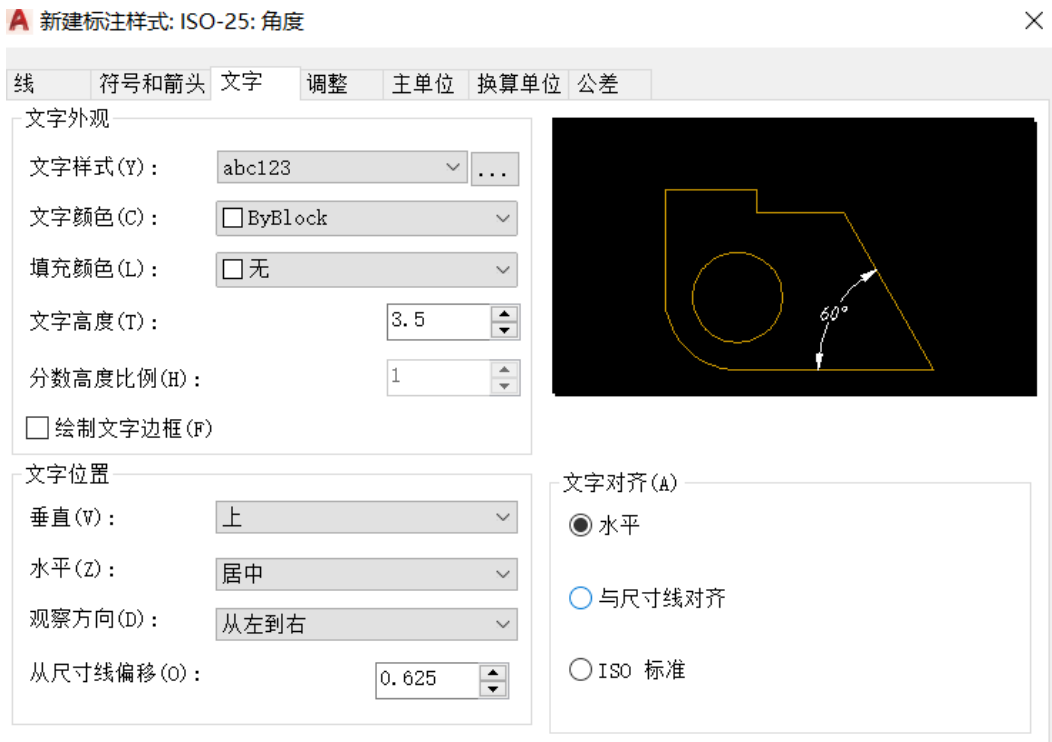 新建标注样式: ISO-25: 角度
线 符号和箭头 文字 调整 主单位 换算单位 公差
文字外观
文字样式(Y): abc123 ...
文字颜色(C): ByBlock
填充颜色(L): 无
文字高度(T): 3.5
分数高度比例(H): 1
绘制文字边框(F)
60°
文字位置
垂直(V): 上
水平(Z): 居中
观察方向(D): 从左到右
从尺寸线偏移(O): 0.625
文字对齐(A)
水平
与尺寸线对齐
ISO 标准